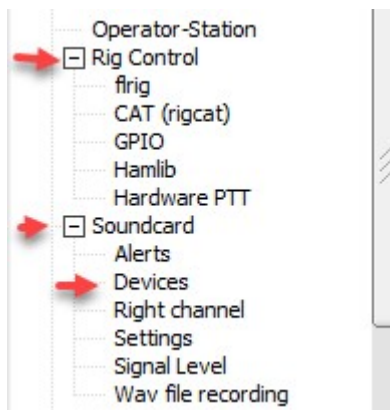 Operator-Station
Rig Control
flrig
CAT (rigcat)
GPIO
Hamlib
Hardware PTT
Soundcard
Alerts
Devices
Right channel
Settings
Signal Level
Wav file recording